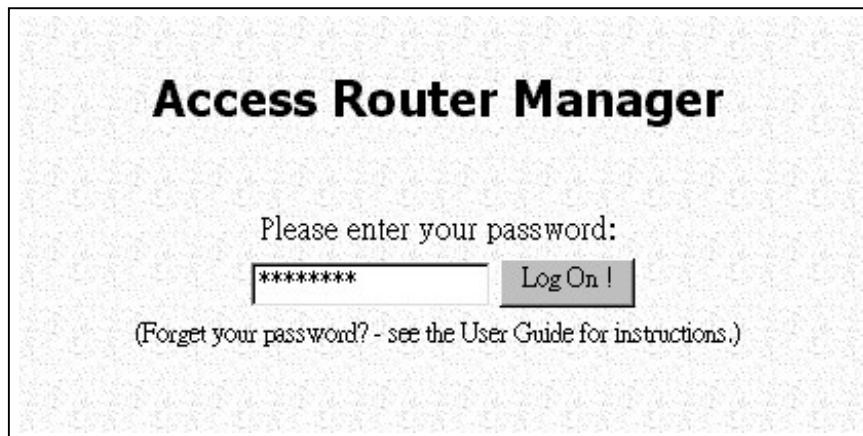 Access Router Manager
Please enter your password:
******** Log On !
(Forget your password? - see the User Guide for instructions.)